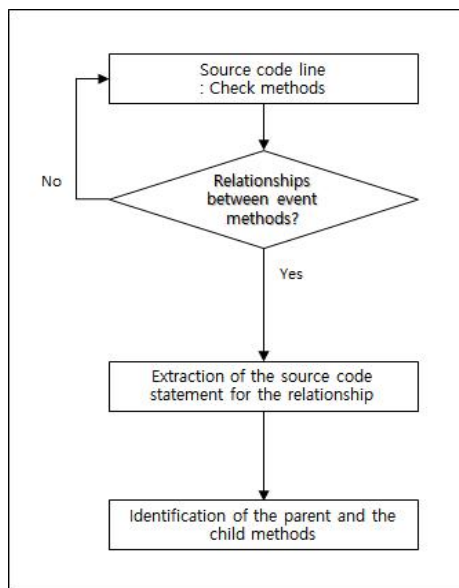 Source code line
: Check methods
Relationships
between event
methods?
No
Yes
Extraction of the source code
statement for the relationship
Identification of the parent and the
child methods